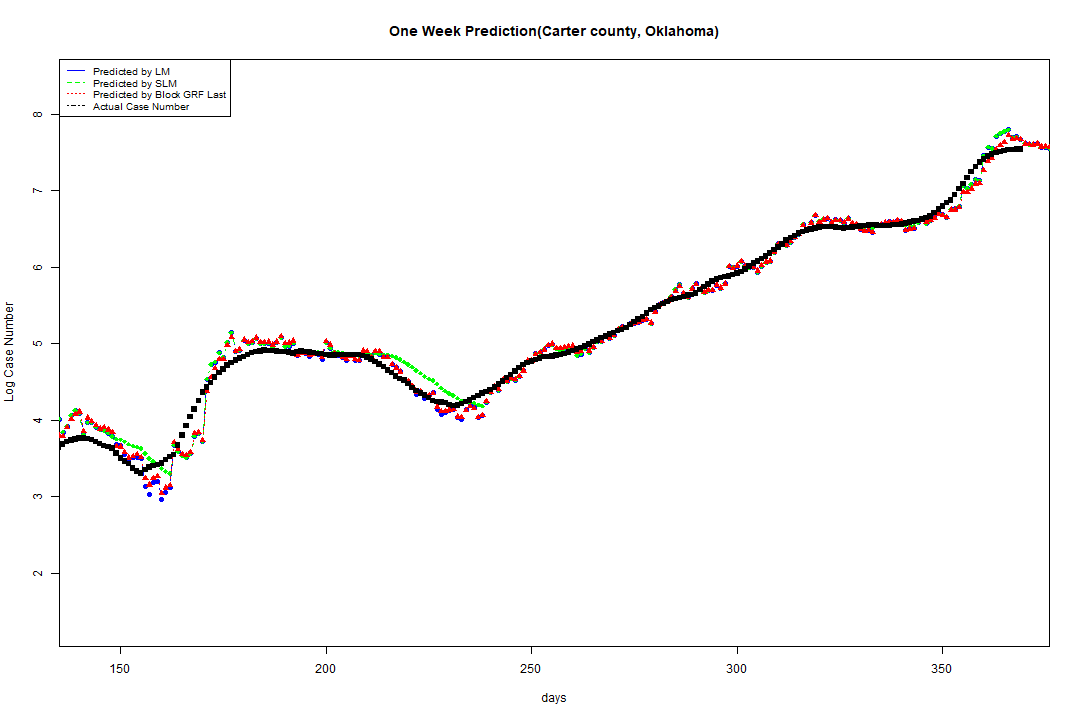 One Week Prediction(Carter county, Oklahoma)
Predicted by LM
Predicted by SLM
Predicted by Block GRF Last
Actual Case Number
8
7
6
5
4
3
2
Log Case Number
150 200 250 300 350
days